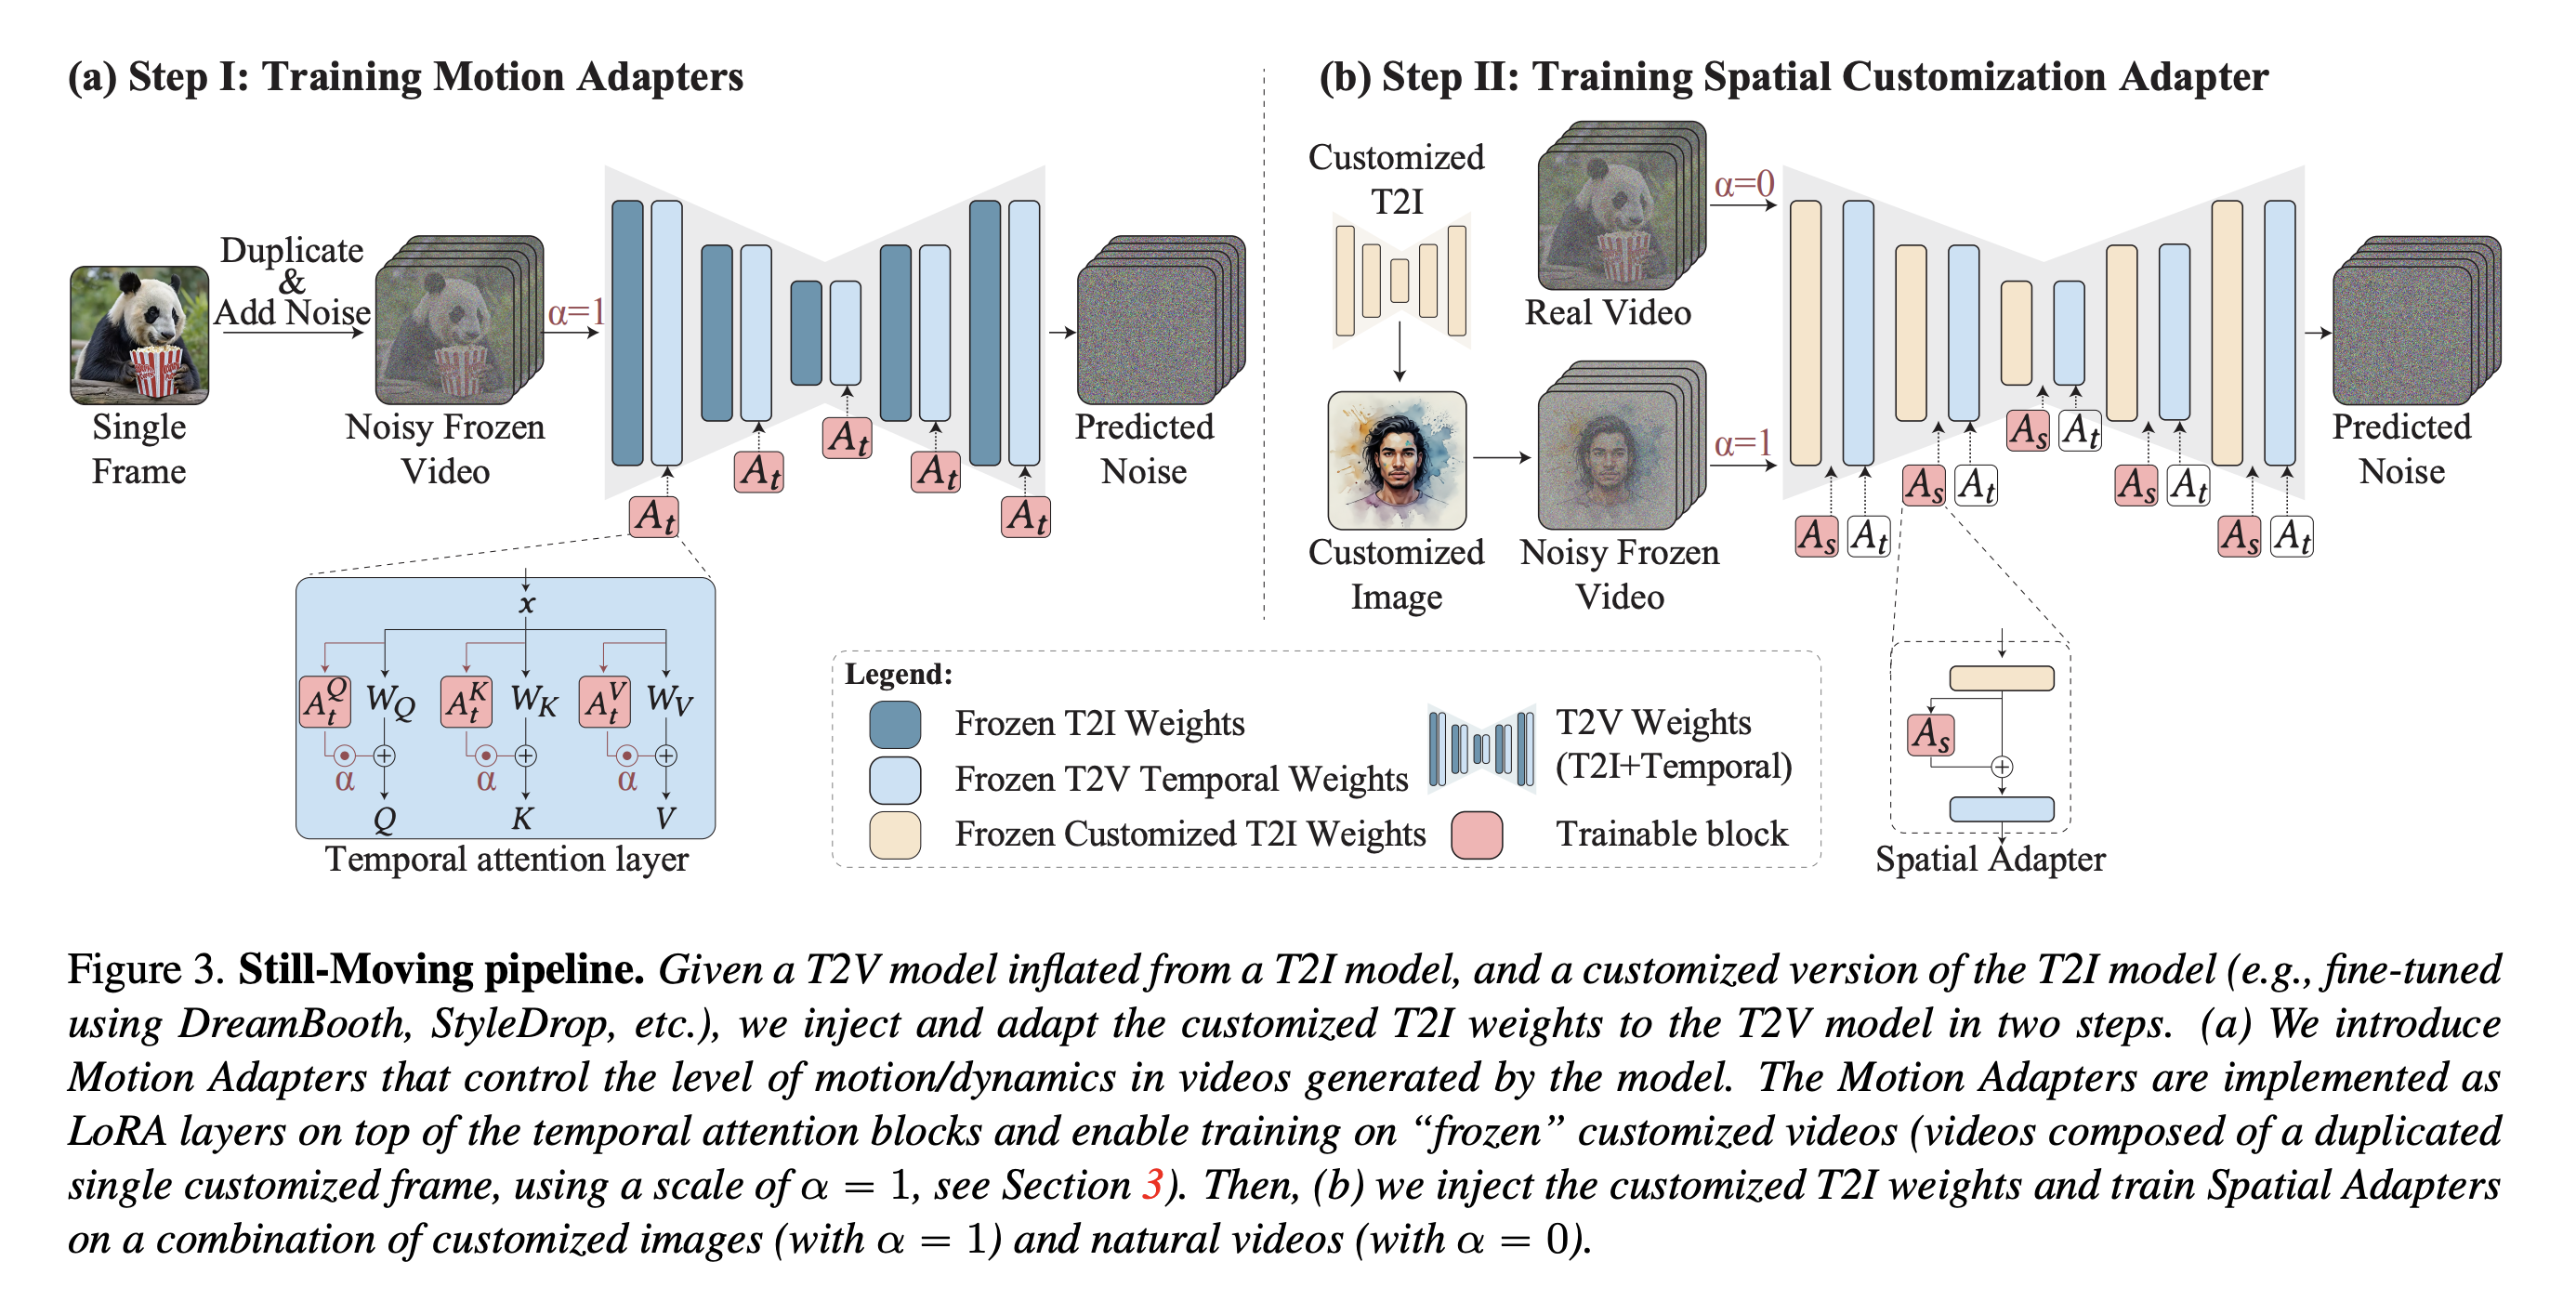 (a) Step I: Training Motion Adapters
Duplicate
&
Add Noise
α=1
Single
Frame
Noisy Frozen
Video
Predicted
Noise
A_t
A_t
A_t
A_t
A_t
x
A_t^Q W_Q A_t^K W_K A_t^V W_V
α α α
Q K V
Temporal attention layer
(b) Step II: Training Spatial Customization Adapter
Customized
T2I
Real Video
α=0
Customized
Image
Noisy Frozen
Video
α=1
A_s A_t
A_s A_t
A_s A_t
A_s A_t
A_s A_t
Predicted
Noise
A_s
Spatial Adapter
Legend:
Frozen T2I Weights
Frozen T2V Temporal Weights
Frozen Customized T2I Weights
T2V Weights
(T2I+Temporal)
Trainable block
Figure 3. Still-Moving pipeline. Given a T2V model inflated from a T2I model, and a customized version of the T2I model (e.g., fine-tuned
using DreamBooth, StyleDrop, etc.), we inject and adapt the customized T2I weights to the T2V model in two steps. (a) We introduce
Motion Adapters that control the level of motion/dynamics in videos generated by the model. The Motion Adapters are implemented as
LoRA layers on top of the temporal attention blocks and enable training on “frozen” customized videos (videos composed of a duplicated
single customized frame, using a scale of α = 1, see Section 3). Then, (b) we inject the customized T2I weights and train Spatial Adapters
on a combination of customized images (with α = 1) and natural videos (with α = 0).